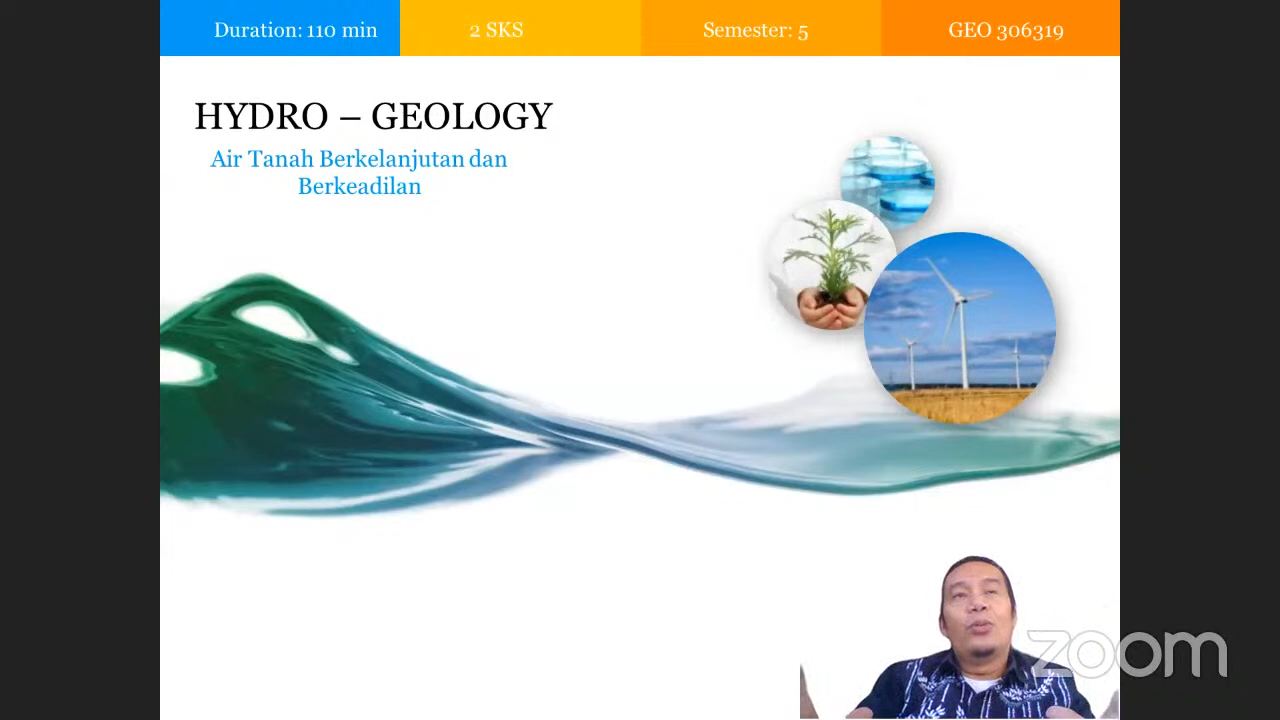 Duration: 110 min
2 SKS
Semester: 5
GEO 306319
HYDRO – GEOLOGY
Air Tanah Berkelanjutan dan
Berkeadilan
zoom